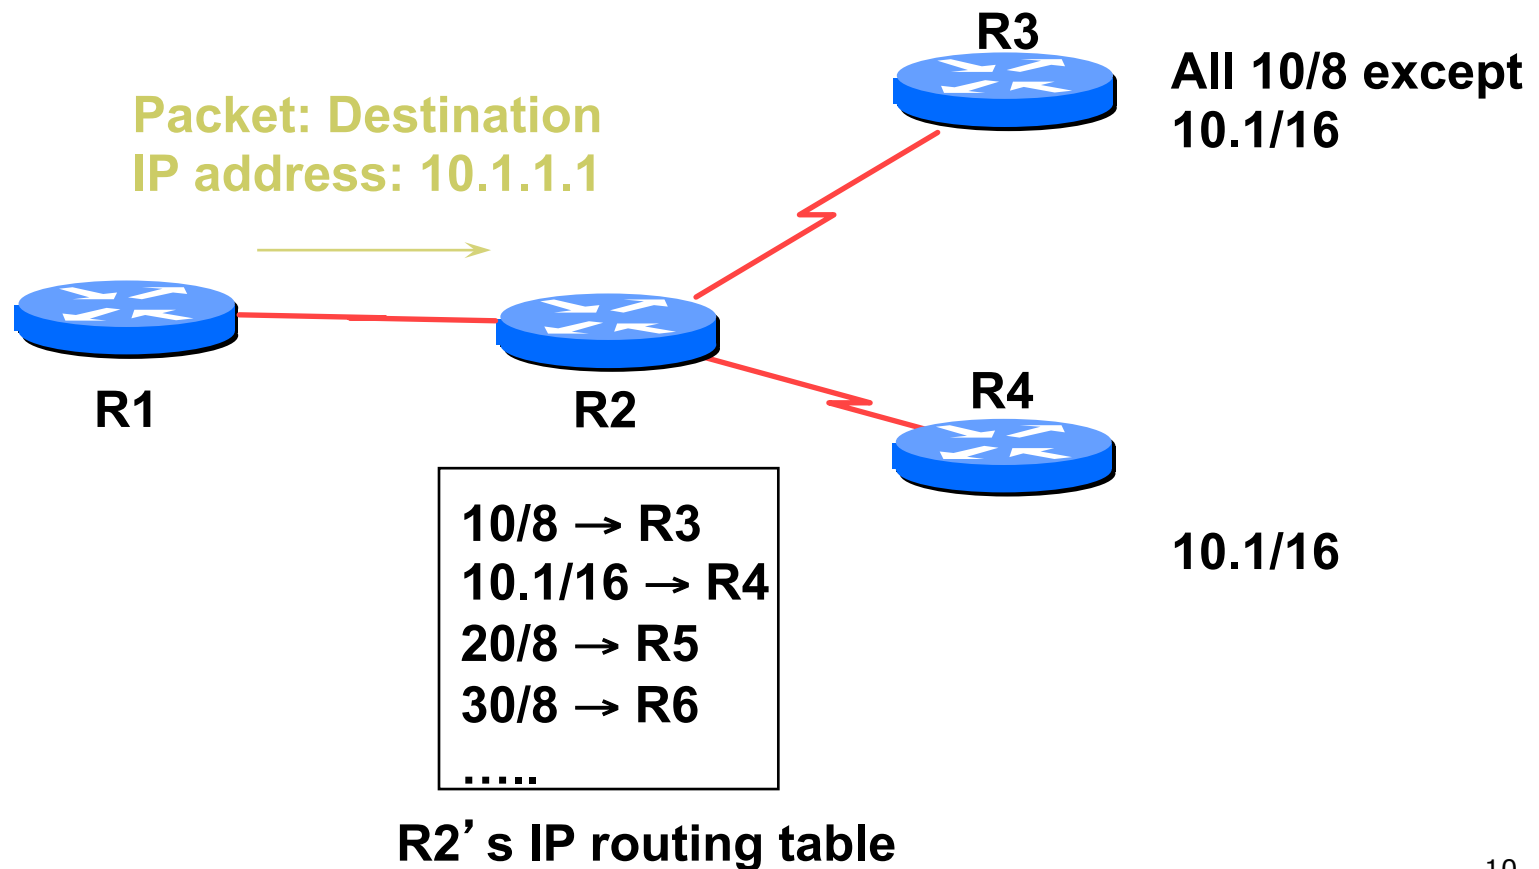 R3
All 10/8 except
10.1/16
Packet: Destination
IP address: 10.1.1.1
R1
R2
R4
10/8 → R3
10.1/16 → R4
20/8 → R5
30/8 → R6
…..
10.1/16
R2’s IP routing table
10